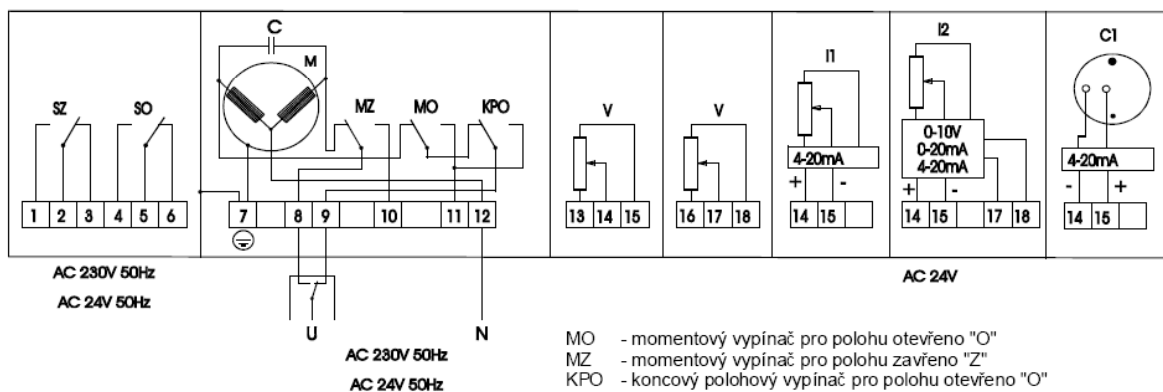 C
M
SZ
SO
MZ
MO
KPO
V
V
I1
I2
C1
4-20mA
+
-
0-10V
0-20mA
4-20mA
+
-
4-20mA
-
+
1 2 3 4 5 6
7 8 9 10 11 12
13 14 15
16 17 18
14 15
14 15 17 18
14 15
AC 230V 50Hz
AC 24V 50Hz
U
N
AC 230V 50Hz
AC 24V 50Hz
AC 24V
MO - momentový vypínač pro polohu otevřeno "O"
MZ - momentový vypínač pro polohu zavřeno "Z"
KPO - koncový polohový vypínač pro polohu otevřeno "O"